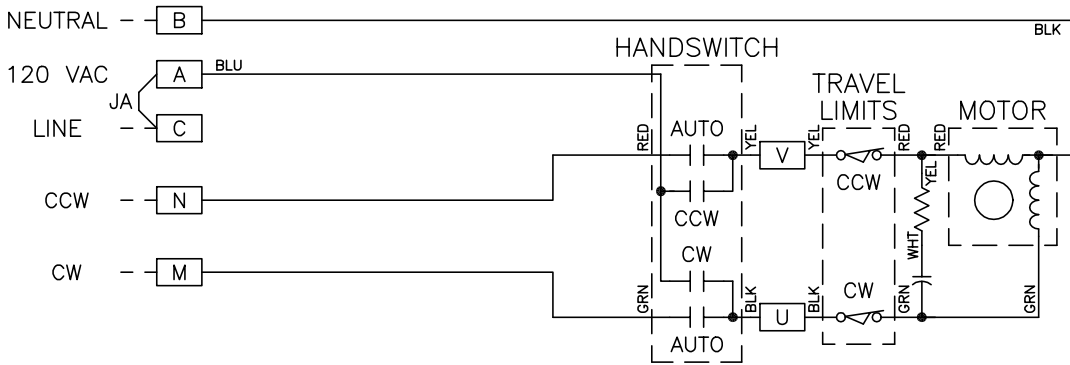 NEUTRAL
B
BLK
HANDSWITCH
120 VAC
A
BLU
JA
TRAVEL
LIMITS
MOTOR
LINE
C
RED
AUTO
YEL
V
YEL
RED
RED
CCW
YEL
CCW
N
CCW
CW
WHT
CW
M
CW
GRN
BLK
U
BLK
GRN
GRN
AUTO